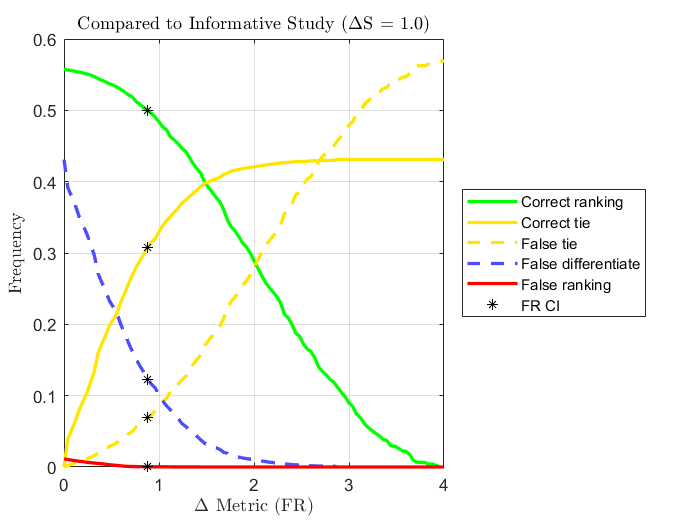 Compared to Informative Study (ΔS = 1.0)
0.6
0.5
0.4
0.3
0.2
0.1
0
Frequency
0 1 2 3 4
Δ Metric (FR)
Correct ranking
Correct tie
False tie
False differentiate
False ranking
FR CI